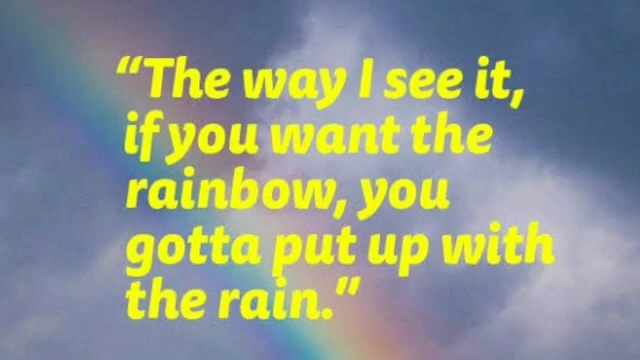 “The way I see it,
if you want the
rainbow, you
gotta put up with
the rain.”